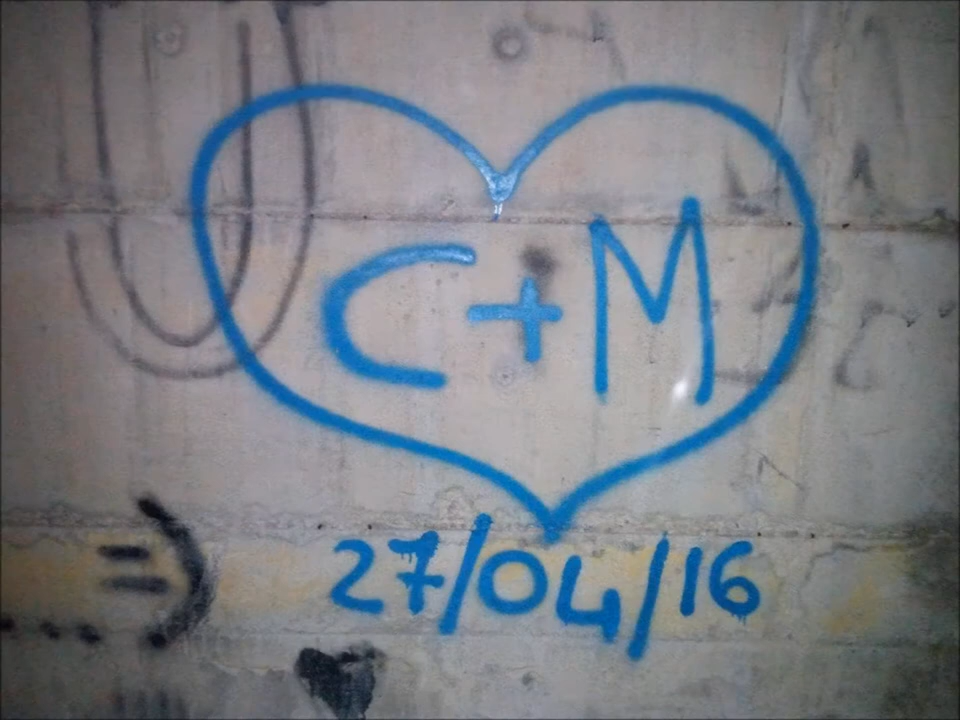 C+M
=)
27/04/16
....